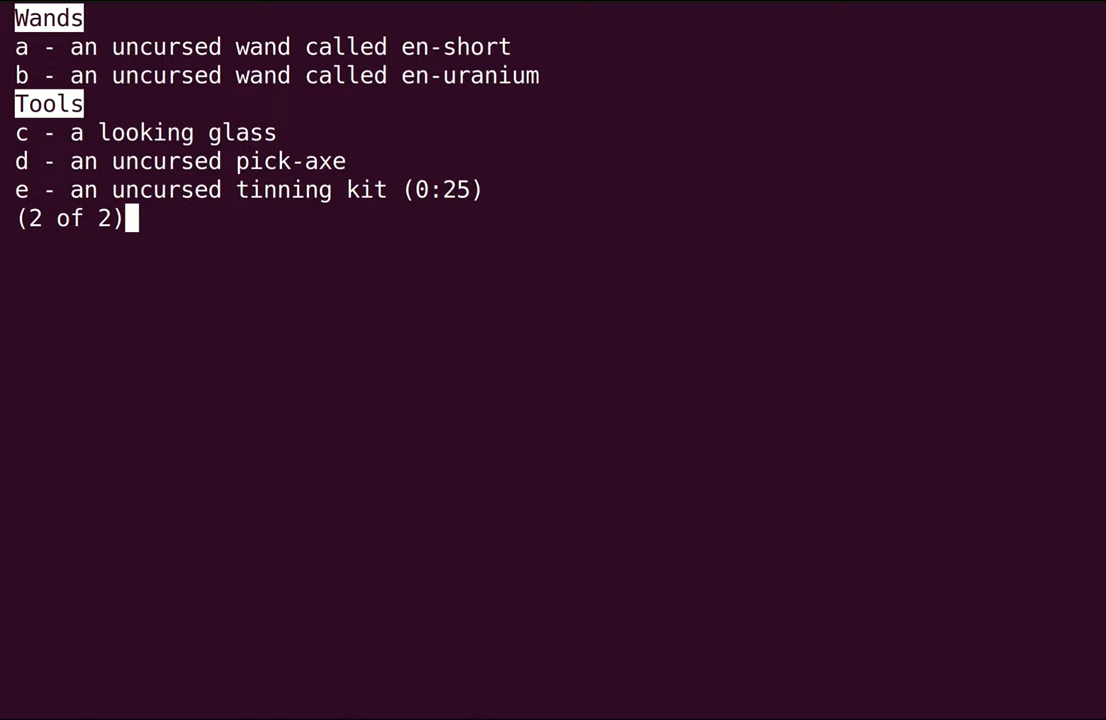 Wands
a - an uncursed wand called en-short
b - an uncursed wand called en-uranium
Tools
c - a looking glass
d - an uncursed pick-axe
e - an uncursed tinning kit (0:25)
(2 of 2)